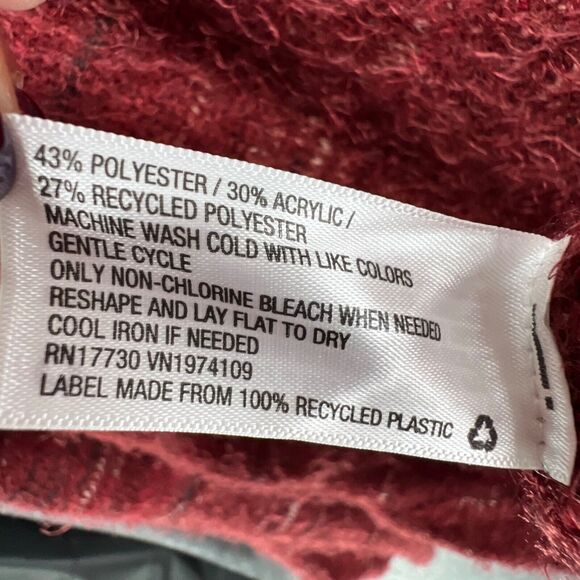 43% POLYESTER / 30% ACRYLIC /
27% RECYCLED POLYESTER
MACHINE WASH COLD WITH LIKE COLORS
GENTLE CYCLE
ONLY NON-CHLORINE BLEACH WHEN NEEDED
RESHAPE AND LAY FLAT TO DRY
COOL IRON IF NEEDED
RN17730 VN1974109
LABEL MADE FROM 100% RECYCLED PLASTIC